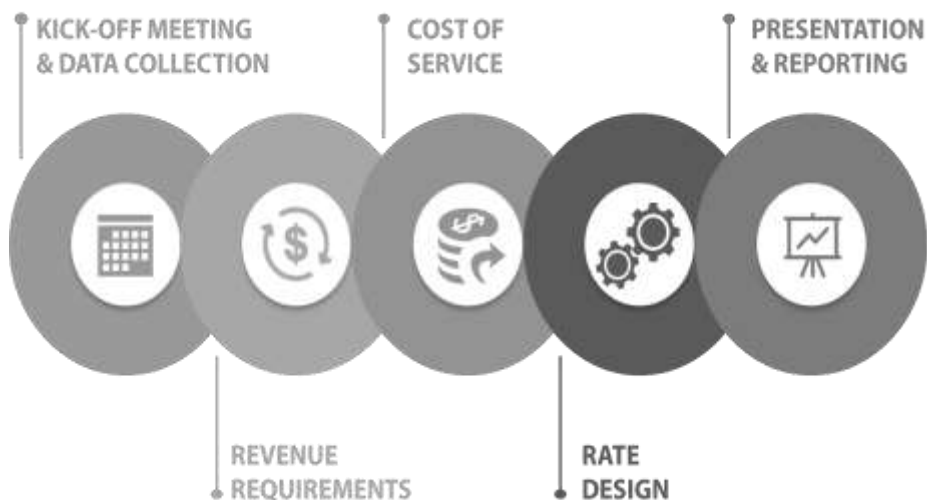 KICK-OFF MEETING
& DATA COLLECTION
COST OF
SERVICE
PRESENTATION
& REPORTING
$
$
REVENUE
REQUIREMENTS
RATE
DESIGN